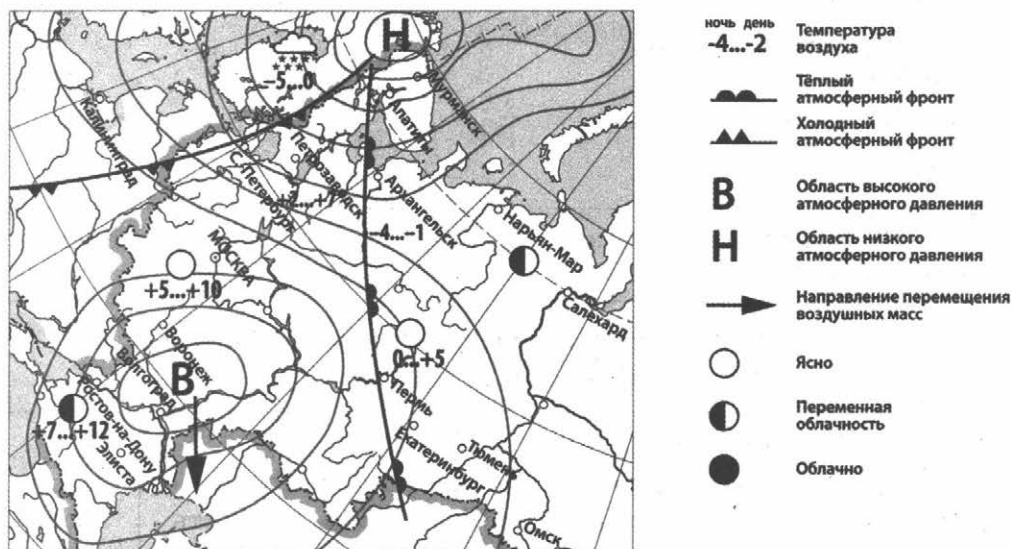 Н
-5...0
Мурманск
Апатиты
Калининград
С.-Петербург
Петрозаводск
Архангельск
-4...-1
Нарьян-Мар
Салехард
МОСКВА
+5...+10
Воронеж
0...+5
В
Волгоград
Пермь
Ростов-на-Дону
+7...+12
Элиста
Екатеринбург
Тюмень
Омск
ночь день
-4...-2
Температура
воздуха
Тёплый
атмосферный фронт
Холодный
атмосферный фронт
В
Область высокого
атмосферного давления
Н
Область низкого
атмосферного давления
Направление перемещения
воздушных масс
Ясно
Переменная
облачность
Облачно